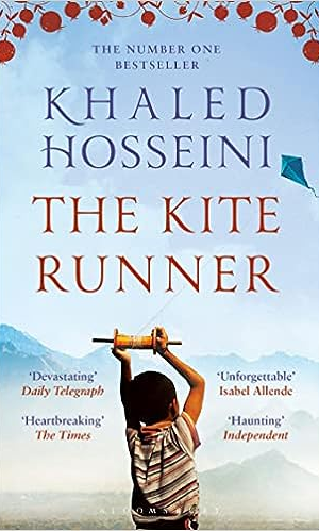 THE NUMBER ONE
BESTSELLER
KHALED
HOSSEINI
THE KITE
RUNNER
‘Devastating’
Daily Telegraph
‘Unforgettable’
Isabel Allende
‘Heartbreaking’
The Times
‘Haunting’
Independent
BLOOMSBURY